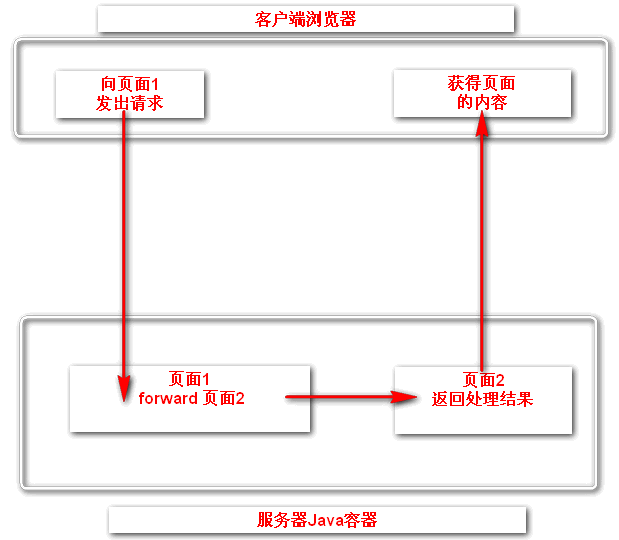 客户端浏览器
向页面1
发出请求
获得页面
的内容
页面1
forward 页面2
页面2
返回处理结果
服务器Java容器